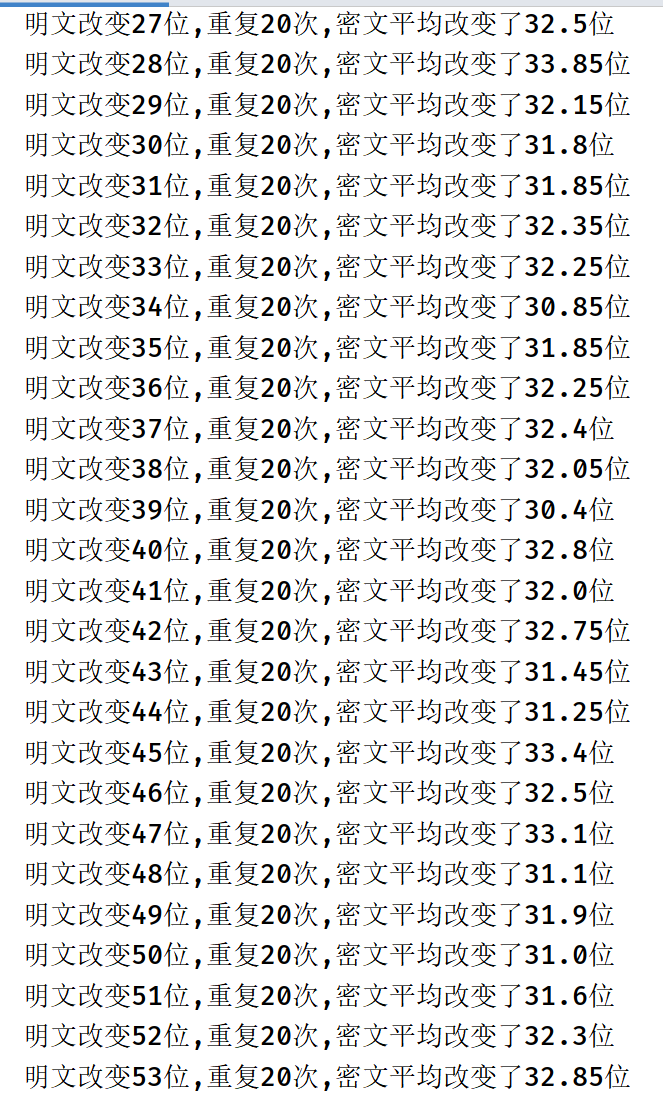 明文改变27位,重复20次,密文平均改变了32.5位
明文改变28位,重复20次,密文平均改变了33.85位
明文改变29位,重复20次,密文平均改变了32.15位
明文改变30位,重复20次,密文平均改变了31.8位
明文改变31位,重复20次,密文平均改变了31.85位
明文改变32位,重复20次,密文平均改变了32.35位
明文改变33位,重复20次,密文平均改变了32.25位
明文改变34位,重复20次,密文平均改变了30.85位
明文改变35位,重复20次,密文平均改变了31.85位
明文改变36位,重复20次,密文平均改变了32.25位
明文改变37位,重复20次,密文平均改变了32.4位
明文改变38位,重复20次,密文平均改变了32.05位
明文改变39位,重复20次,密文平均改变了30.4位
明文改变40位,重复20次,密文平均改变了32.8位
明文改变41位,重复20次,密文平均改变了32.0位
明文改变42位,重复20次,密文平均改变了32.75位
明文改变43位,重复20次,密文平均改变了31.45位
明文改变44位,重复20次,密文平均改变了31.25位
明文改变45位,重复20次,密文平均改变了33.4位
明文改变46位,重复20次,密文平均改变了32.5位
明文改变47位,重复20次,密文平均改变了33.1位
明文改变48位,重复20次,密文平均改变了31.1位
明文改变49位,重复20次,密文平均改变了31.9位
明文改变50位,重复20次,密文平均改变了31.0位
明文改变51位,重复20次,密文平均改变了31.6位
明文改变52位,重复20次,密文平均改变了32.3位
明文改变53位,重复20次,密文平均改变了32.85位